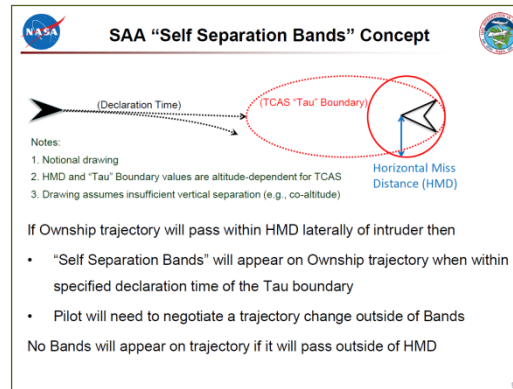 NASA
SAA “Self Separation Bands” Concept
(Declaration Time)
(TCAS “Tau” Boundary)
Notes:
1. Notional drawing
2. HMD and “Tau” Boundary values are altitude-dependent for TCAS
3. Drawing assumes insufficient vertical separation (e.g., co-altitude)
Horizontal Miss
Distance (HMD)
If Ownship trajectory will pass within HMD laterally of intruder then
• “Self Separation Bands” will appear on Ownship trajectory when within
specified declaration time of the Tau boundary
• Pilot will need to negotiate a trajectory change outside of Bands
No Bands will appear on trajectory if it will pass outside of HMD